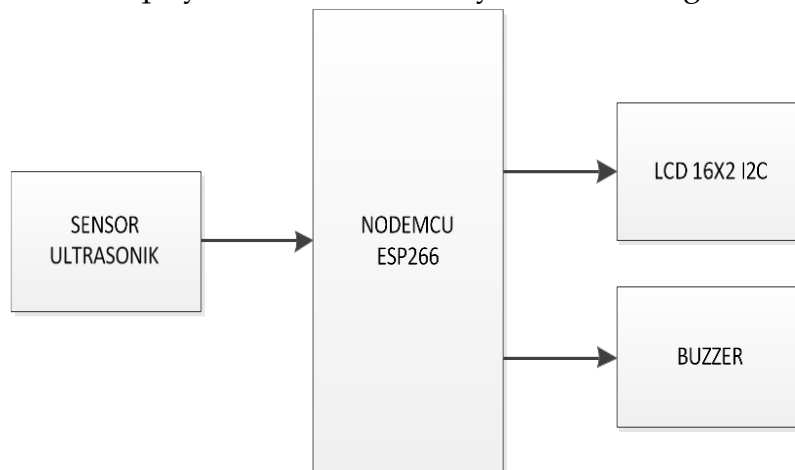 SENSOR
ULTRASONIK
NODEMCU
ESP266
LCD 16X2 I2C
BUZZER